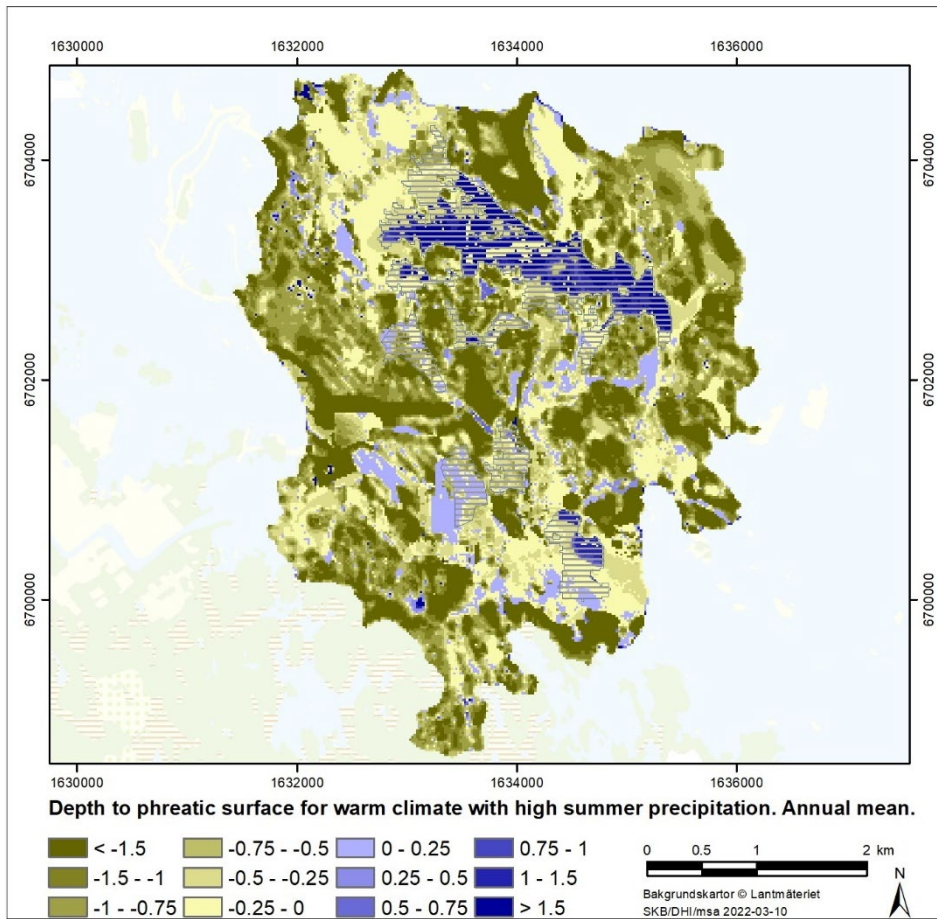 1630000 1632000 1634000 1636000
6704000 6704000
6702000 6702000
6700000 6700000
1630000 1632000 1634000 1636000
Depth to phreatic surface for warm climate with high summer precipitation. Annual mean.
< -1.5 -0.75 - -0.5 0 - 0.25 0.75 - 1
-1.5 - -1 -0.5 - -0.25 0.25 - 0.5 1 - 1.5
-1 - -0.75 -0.25 - 0 0.5 - 0.75 > 1.5
0 0.5 1 2 km
Bakgrundskartor © Lantmäteriet
SKB/DHI/msa 2022-03-10
N